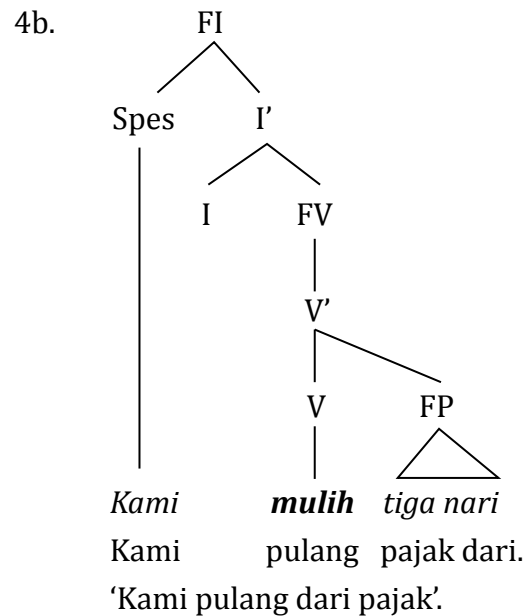 4b. FI
Spes I’
I FV
V’
V FP
Kami mulih tiga nari
Kami pulang pajak dari.
‘Kami pulang dari pajak’.